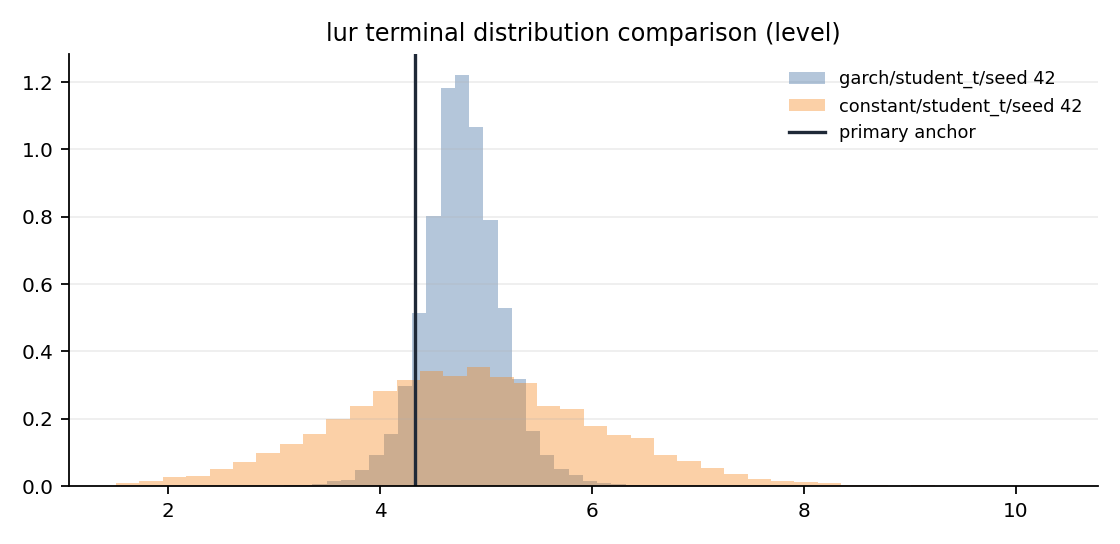 lur terminal distribution comparison (level)
garch/student_t/seed 42
constant/student_t/seed 42
primary anchor
1.2
1.0
0.8
0.6
0.4
0.2
0.0
2 4 6 8 10